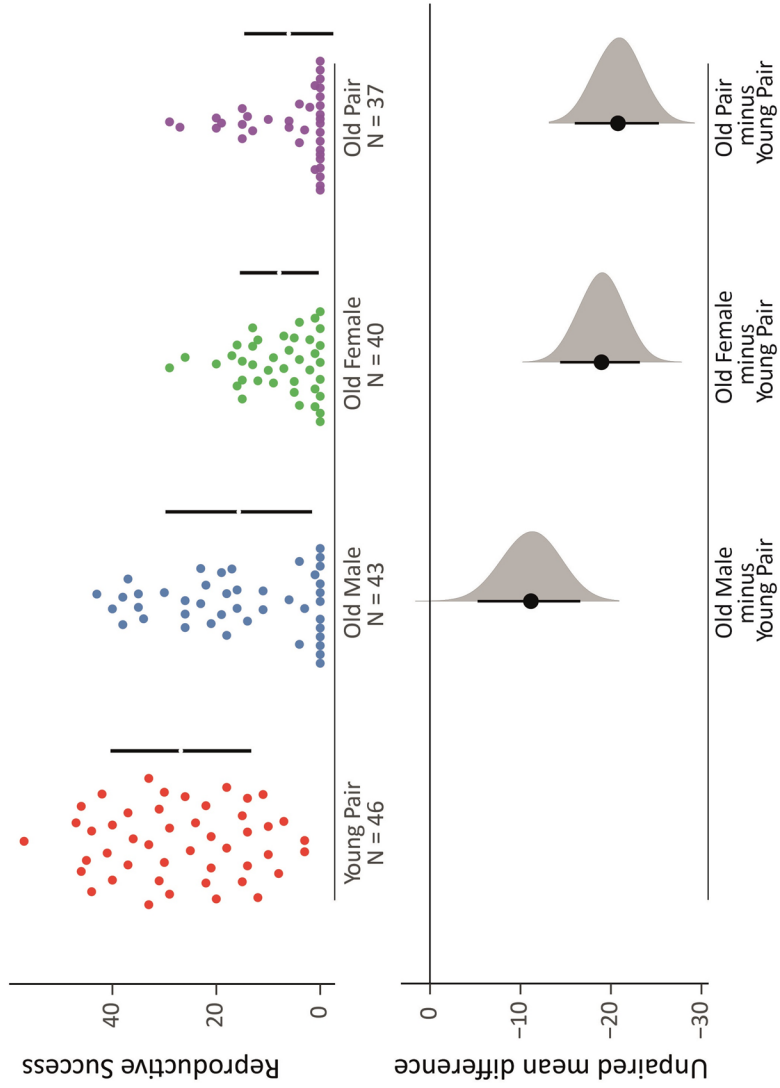 Reproductive Success
40
20
0
Young Pair
N = 46
Old Male
N = 43
Old Female
N = 40
Old Pair
N = 37
Unpaired mean difference
0
-10
-20
-30
Old Male
minus
Young Pair
Old Female
minus
Young Pair
Old Pair
minus
Young Pair